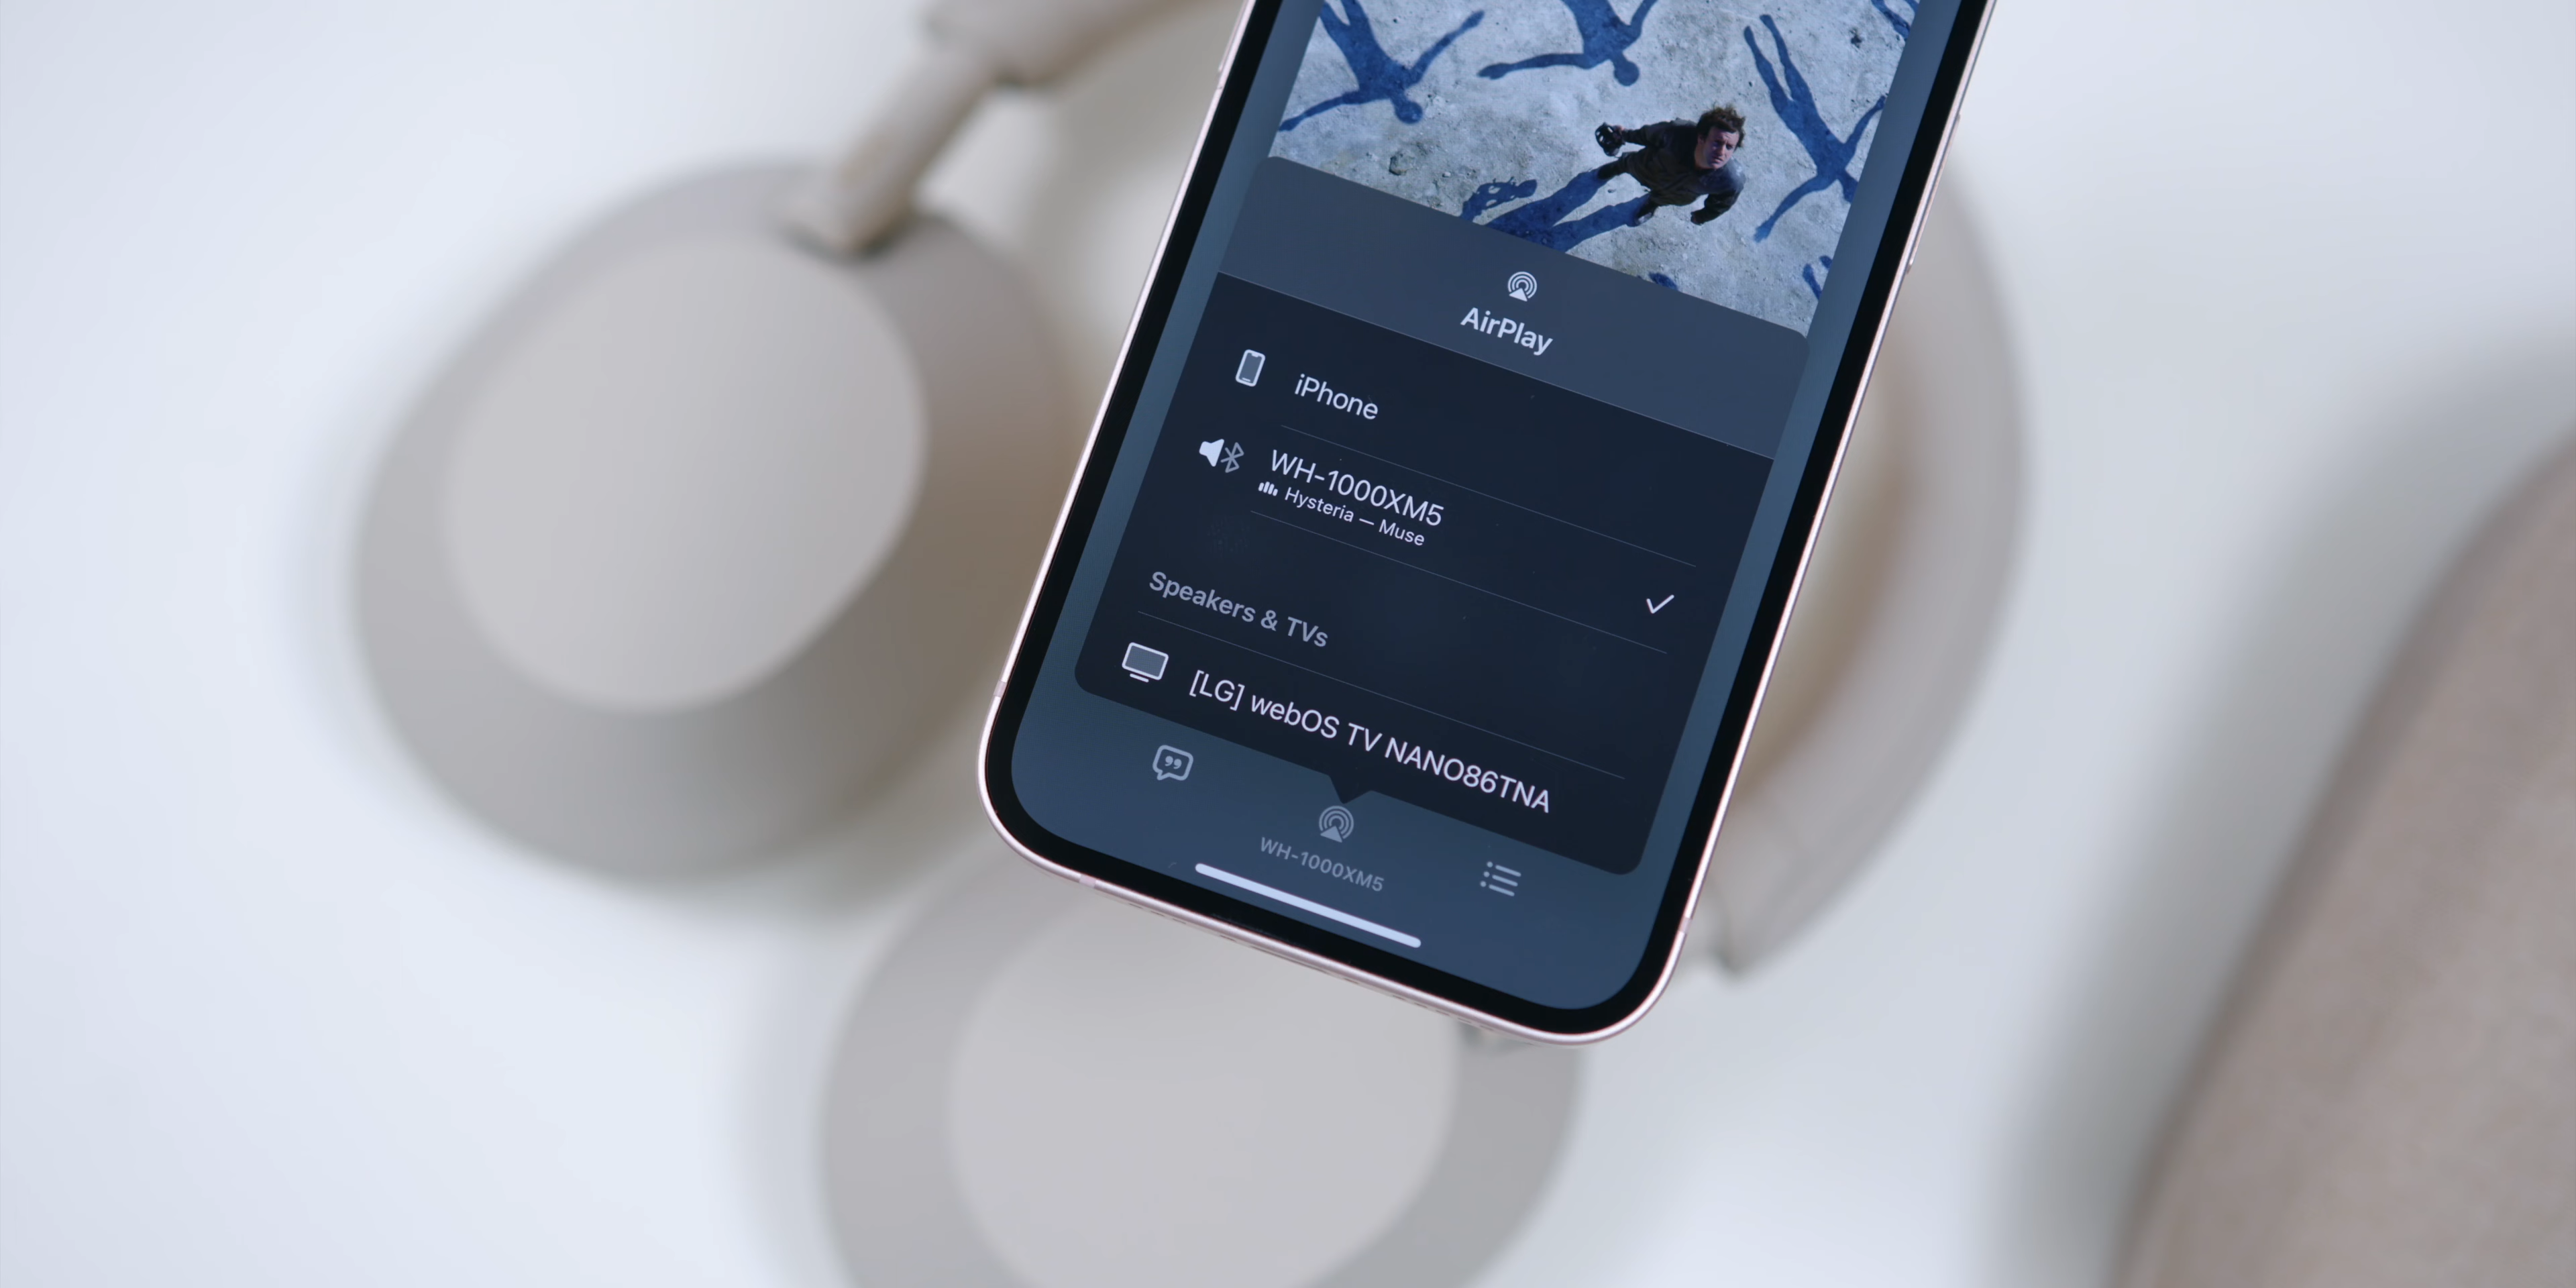 AirPlay
iPhone
WH-1000XM5
Hysteria — Muse
Speakers & TVs
[LG] webOS TV NANO86TNA
WH-1000XM5